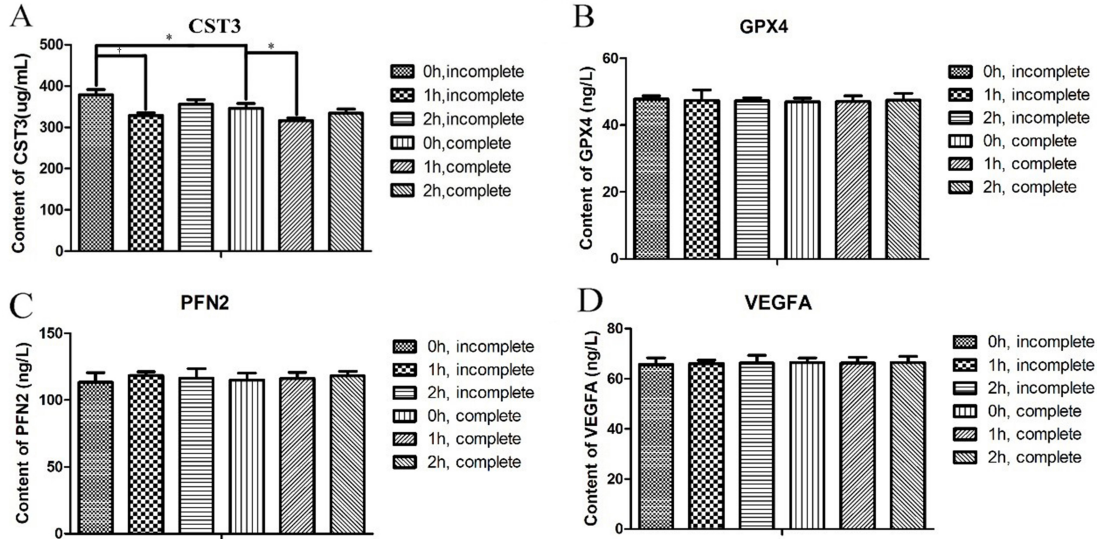 A
CST3
Content of CST3(ug/mL)
500
400
300
200
100
0
*
†
*
0h,incomplete
1h,incomplete
2h,incomplete
0h,complete
1h,complete
2h,complete
B
GPX4
Content of GPX4 (ng/L)
60
40
20
0
0h, incomplete
1h, incomplete
2h, incomplete
0h, complete
1h, complete
2h, complete
C
PFN2
Content of PFN2 (ng/L)
150
100
50
0
0h, incomplete
1h, incomplete
2h, incomplete
0h, complete
1h, complete
2h, complete
D
VEGFA
Content of VEGFA (ng/L)
80
60
40
20
0
0h, incomplete
1h, incomplete
2h, incomplete
0h, complete
1h, complete
2h, complete